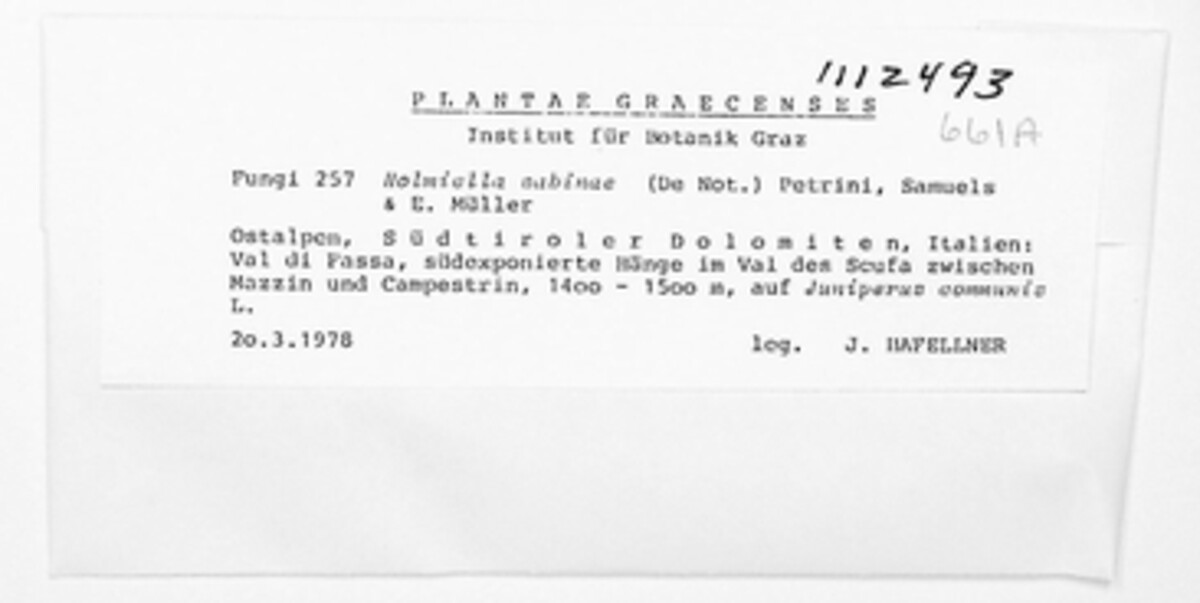 1112493
PLANTAE GRAECENSES
661A
Institut für Botanik Graz
Fungi 257 Holmiella sabinae (De Not.) Petrini, Samuels
& E. Müller
Ostalpen, Südtiroler Dolomiten, Italien:
Val di Fassa, südexponierte Hänge im Val des Scufa zwischen
Mazzin und Campestrin, 14oo - 15oo m, auf Juniperus communis
L.
2o.3.1978 leg. J. HAFELLNER